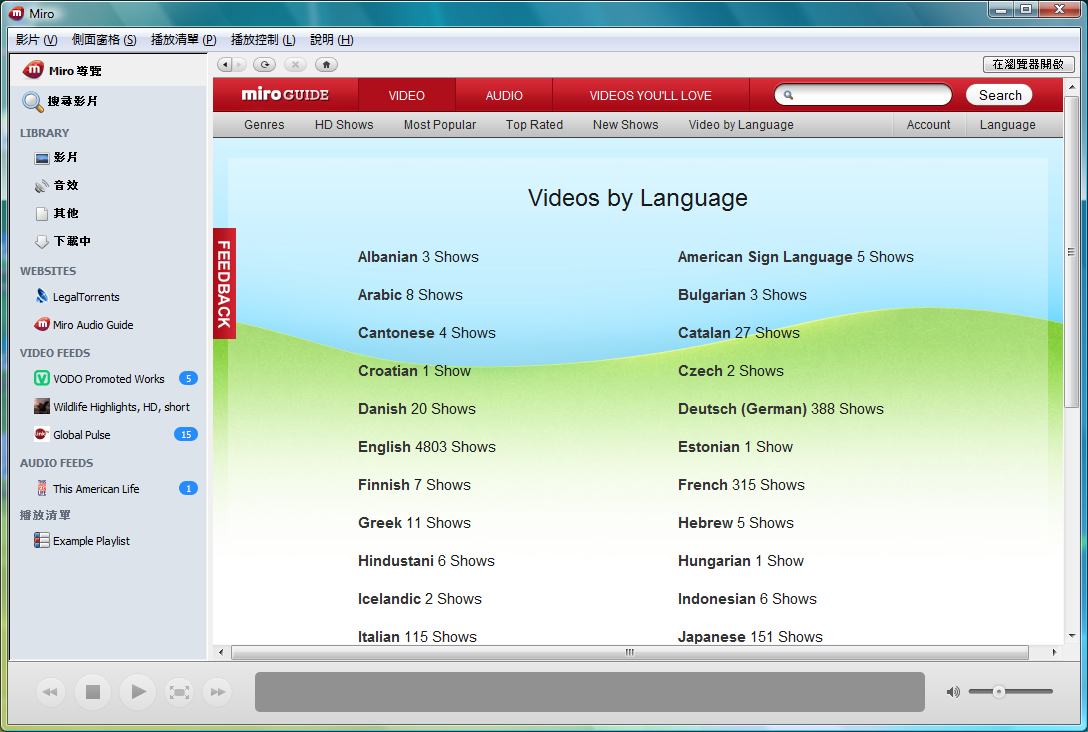 Miro
影片 (V) 側面窗格 (S) 播放清單 (P) 播放控制 (L) 說明 (H)
Miro 導覽
搜尋影片
LIBRARY
影片
音效
其他
下載中
WEBSITES
LegalTorrents
Miro Audio Guide
VIDEO FEEDS
VODO Promoted Works 5
Wildlife Highlights, HD, short
Global Pulse 15
AUDIO FEEDS
This American Life 1
播放清單
Example Playlist
在瀏覽器開啟
miro GUIDE VIDEO AUDIO VIDEOS YOU'LL LOVE Search
Genres HD Shows Most Popular Top Rated New Shows Video by Language Account Language
FEEDBACK
Videos by Language
Albanian 3 Shows American Sign Language 5 Shows
Arabic 8 Shows Bulgarian 3 Shows
Cantonese 4 Shows Catalan 27 Shows
Croatian 1 Show Czech 2 Shows
Danish 20 Shows Deutsch (German) 388 Shows
English 4803 Shows Estonian 1 Show
Finnish 7 Shows French 315 Shows
Greek 11 Shows Hebrew 5 Shows
Hindustani 6 Shows Hungarian 1 Show
Icelandic 2 Shows Indonesian 6 Shows
Italian 115 Shows Japanese 151 Shows